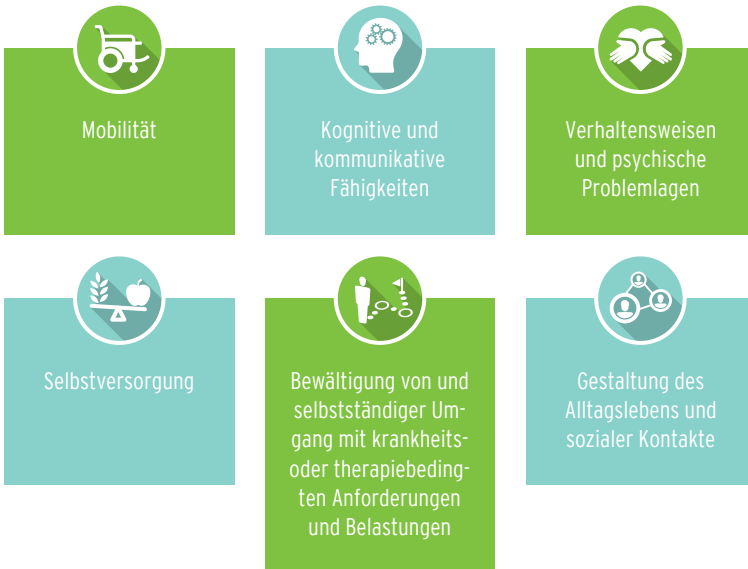 Mobilität
Kognitive und
kommunikative
Fähigkeiten
Verhaltensweisen
und psychische
Problemlagen
Selbstversorgung
Bewältigung von und
selbstständiger Um-
gang mit krankheits-
oder therapiebeding-
ten Anforderungen
und Belastungen
Gestaltung des
Alltagslebens und
sozialer Kontakte